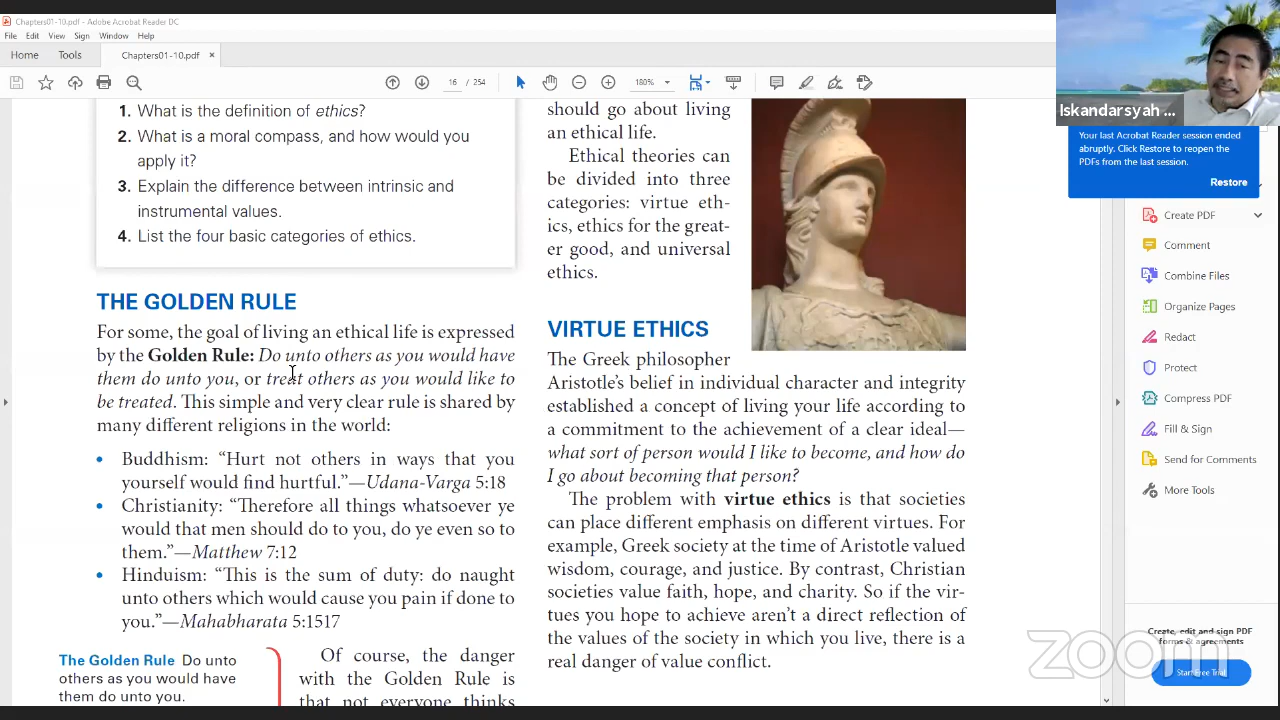 Chapters01-10.pdf - Adobe Acrobat Reader DC
File Edit View Sign Window Help
Home Tools Chapters01-10.pdf ×
16 / 254 180%
1. What is the definition of ethics?
2. What is a moral compass, and how would you
apply it?
3. Explain the difference between intrinsic and
instrumental values.
4. List the four basic categories of ethics.
THE GOLDEN RULE
For some, the goal of living an ethical life is expressed
by the Golden Rule: Do unto others as you would have
them do unto you, or treat others as you would like to
be treated. This simple and very clear rule is shared by
many different religions in the world:
• Buddhism: “Hurt not others in ways that you
yourself would find hurtful.”—Udana-Varga 5:18
• Christianity: “Therefore all things whatsoever ye
would that men should do to you, do ye even so to
them.”—Matthew 7:12
• Hinduism: “This is the sum of duty: do naught
unto others which would cause you pain if done to
you.”—Mahabharata 5:1517
The Golden Rule Do unto
others as you would have
them do unto you.
Of course, the danger
with the Golden Rule is
that not everyone thinks
should go about living
an ethical life.
Ethical theories can
be divided into three
categories: virtue eth-
ics, ethics for the great-
er good, and universal
ethics.
VIRTUE ETHICS
The Greek philosopher
Aristotle’s belief in individual character and integrity
established a concept of living your life according to
a commitment to the achievement of a clear ideal—
what sort of person would I like to become, and how do
I go about becoming that person?
The problem with virtue ethics is that societies
can place different emphasis on different virtues. For
example, Greek society at the time of Aristotle valued
wisdom, courage, and justice. By contrast, Christian
societies value faith, hope, and charity. So if the vir-
tues you hope to achieve aren’t a direct reflection of
the values of the society in which you live, there is a
real danger of value conflict.
Iskandarsyah ...
Your last Acrobat Reader session ended
abruptly. Click Restore to reopen the
PDFs from the last session.
Restore
Create PDF
Comment
Combine Files
Organize Pages
Redact
Protect
Compress PDF
Fill & Sign
Send for Comments
More Tools
Create, edit and sign PDF
forms & agreements
Start Free Trial
zoom